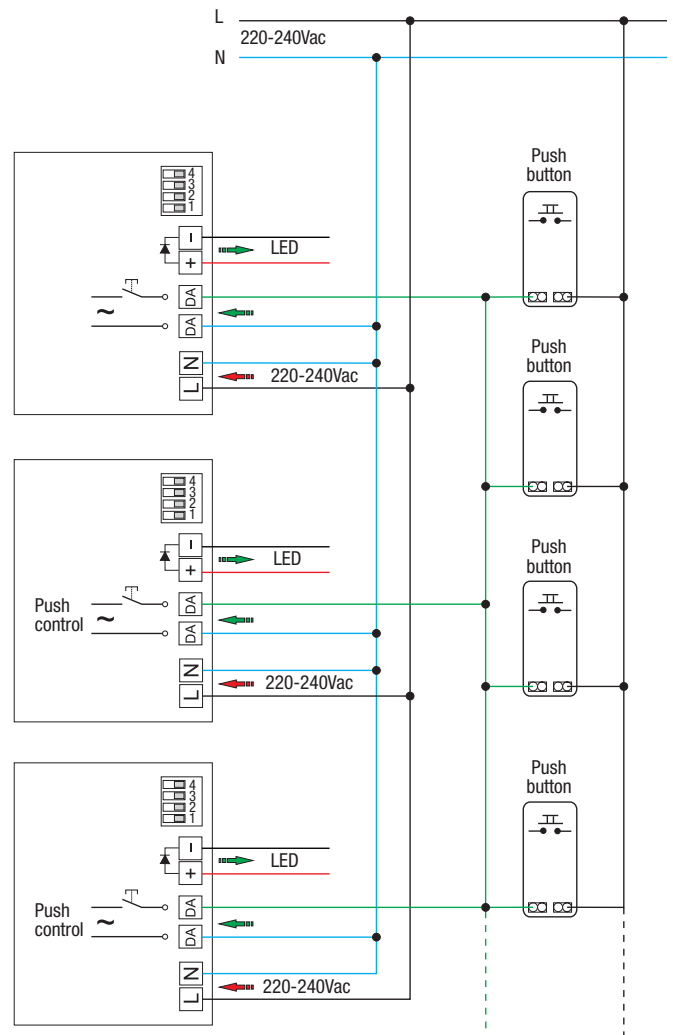 L
220-240Vac
N
4
3
2
1
−
+
LED
DA
DA
~
N
L
220-240Vac
Push
button
Push
button
4
3
2
1
−
+
LED
Push
control
~
DA
DA
N
L
220-240Vac
Push
button
4
3
2
1
−
+
LED
Push
control
~
DA
DA
N
L
220-240Vac
Push
button